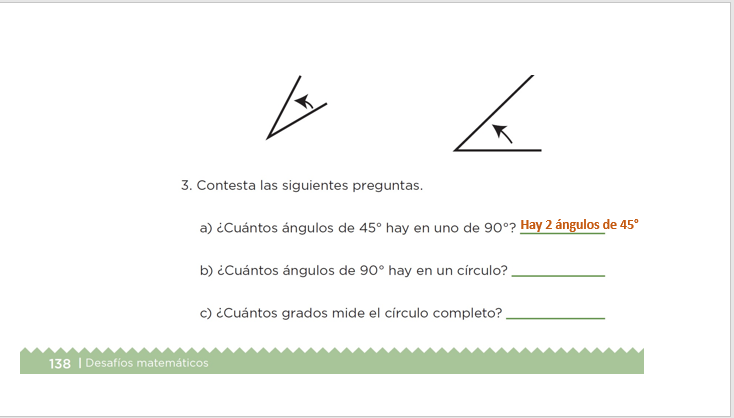 3. Contesta las siguientes preguntas.
a) ¿Cuántos ángulos de 45° hay en uno de 90°? Hay 2 ángulos de 45°
b) ¿Cuántos ángulos de 90° hay en un círculo?
c) ¿Cuántos grados mide el círculo completo?
138 | Desafíos matemáticos